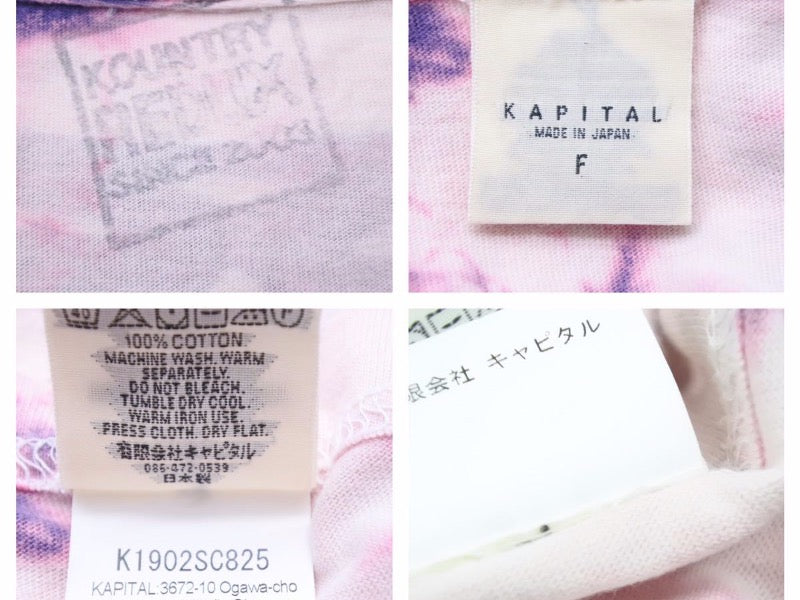 KOUNTRY
SINCE
KAPITAL
MADE IN JAPAN
F
100% COTTON
MACHINE WASH. WARM
SEPARATELY.
DO NOT BLEACH.
TUMBLE DRY COOL.
WARM IRON USE.
PRESS CLOTH. DRY FLAT.
有限会社キャピタル
086-472-0539
日本製
K1902SC825
KAPITAL:3672-10 Ogawa-cho
限会社 キャピタル